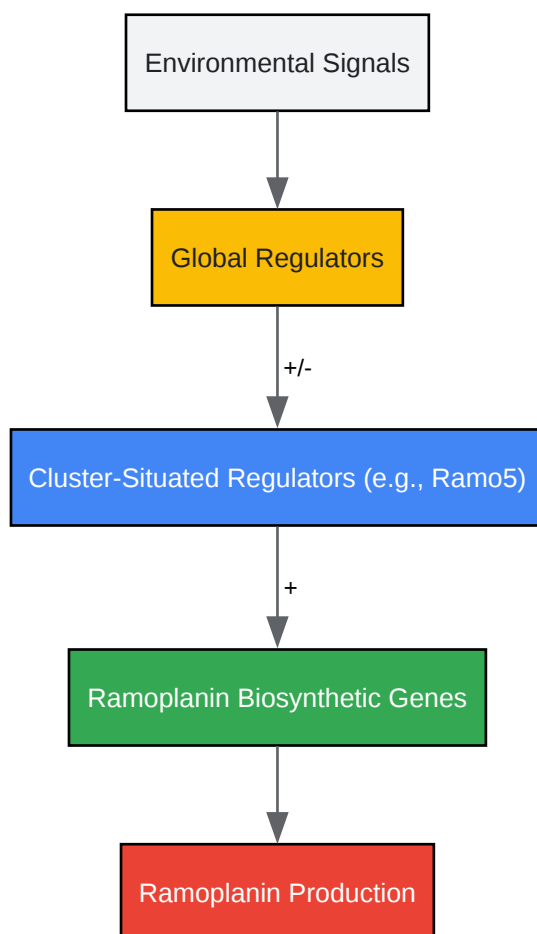 Environmental Signals
Global Regulators
+/-
Cluster-Situated Regulators (e.g., Ramo5)
+
Ramoplanin Biosynthetic Genes
Ramoplanin Production